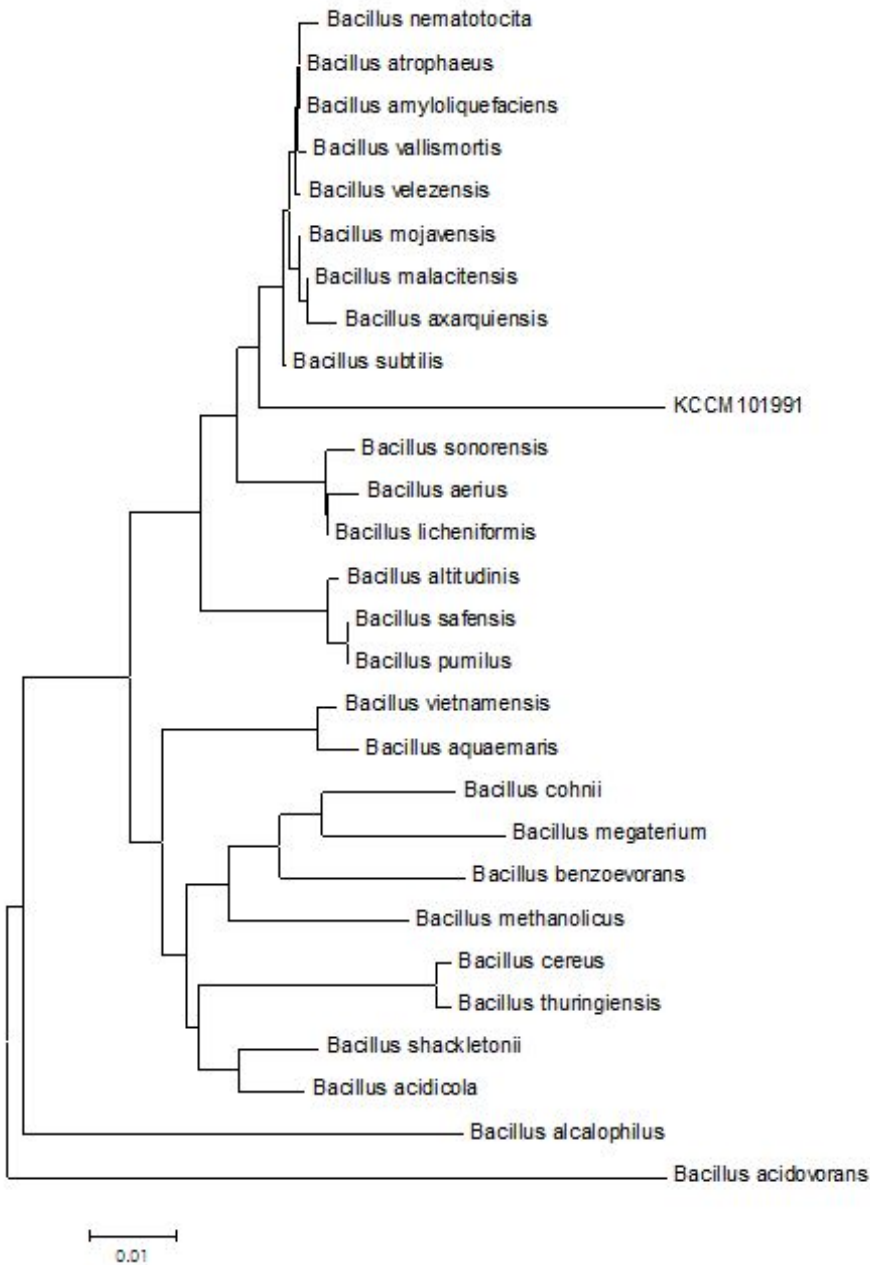 Bacillus nematotocita
Bacillus atrophaeus
Bacillus amyloliquefaciens
Bacillus vallismortis
Bacillus velezensis
Bacillus mojavensis
Bacillus malacitensis
Bacillus axarquiensis
Bacillus subtilis
KCCM101991
Bacillus sonorensis
Bacillus aerius
Bacillus licheniformis
Bacillus altitudinis
Bacillus safensis
Bacillus pumilus
Bacillus vietnamensis
Bacillus aquaemaris
Bacillus cohnii
Bacillus megaterium
Bacillus benzoevorans
Bacillus methanolicus
Bacillus cereus
Bacillus thuringiensis
Bacillus shackletonii
Bacillus acidicola
Bacillus alcalophilus
Bacillus acidovorans
0.01